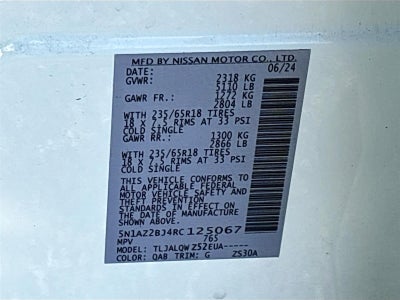 MFD BY NISSAN MOTOR CO., LTD.
DATE: 06/24
GVWR: 2318 KG
5110 LB
GAWR FR.: 1272 KG
2804 LB
WITH 235/65R18 TIRES
18 X 7.5 RIMS AT 33 PSI
COLD SINGLE
GAWR RR.: 1300 KG
2866 LB
WITH 235/65R18 TIRES
18 X 7.5 RIMS AT 33 PSI
COLD SINGLE
THIS VEHICLE CONFORMS TO
ALL APPLICABLE FEDERAL
MOTOR VEHICLE SAFETY AND
THEFT PREVENTION
STANDARDS IN EFFECT ON
THE DATE OF MANUFACTURE
SHOWN ABOVE.
5N1AZ2BJ4RC125067
MPV 765
TLJALQWZ52EUA-----
COLOR: QAB TRIM: G ZS30A